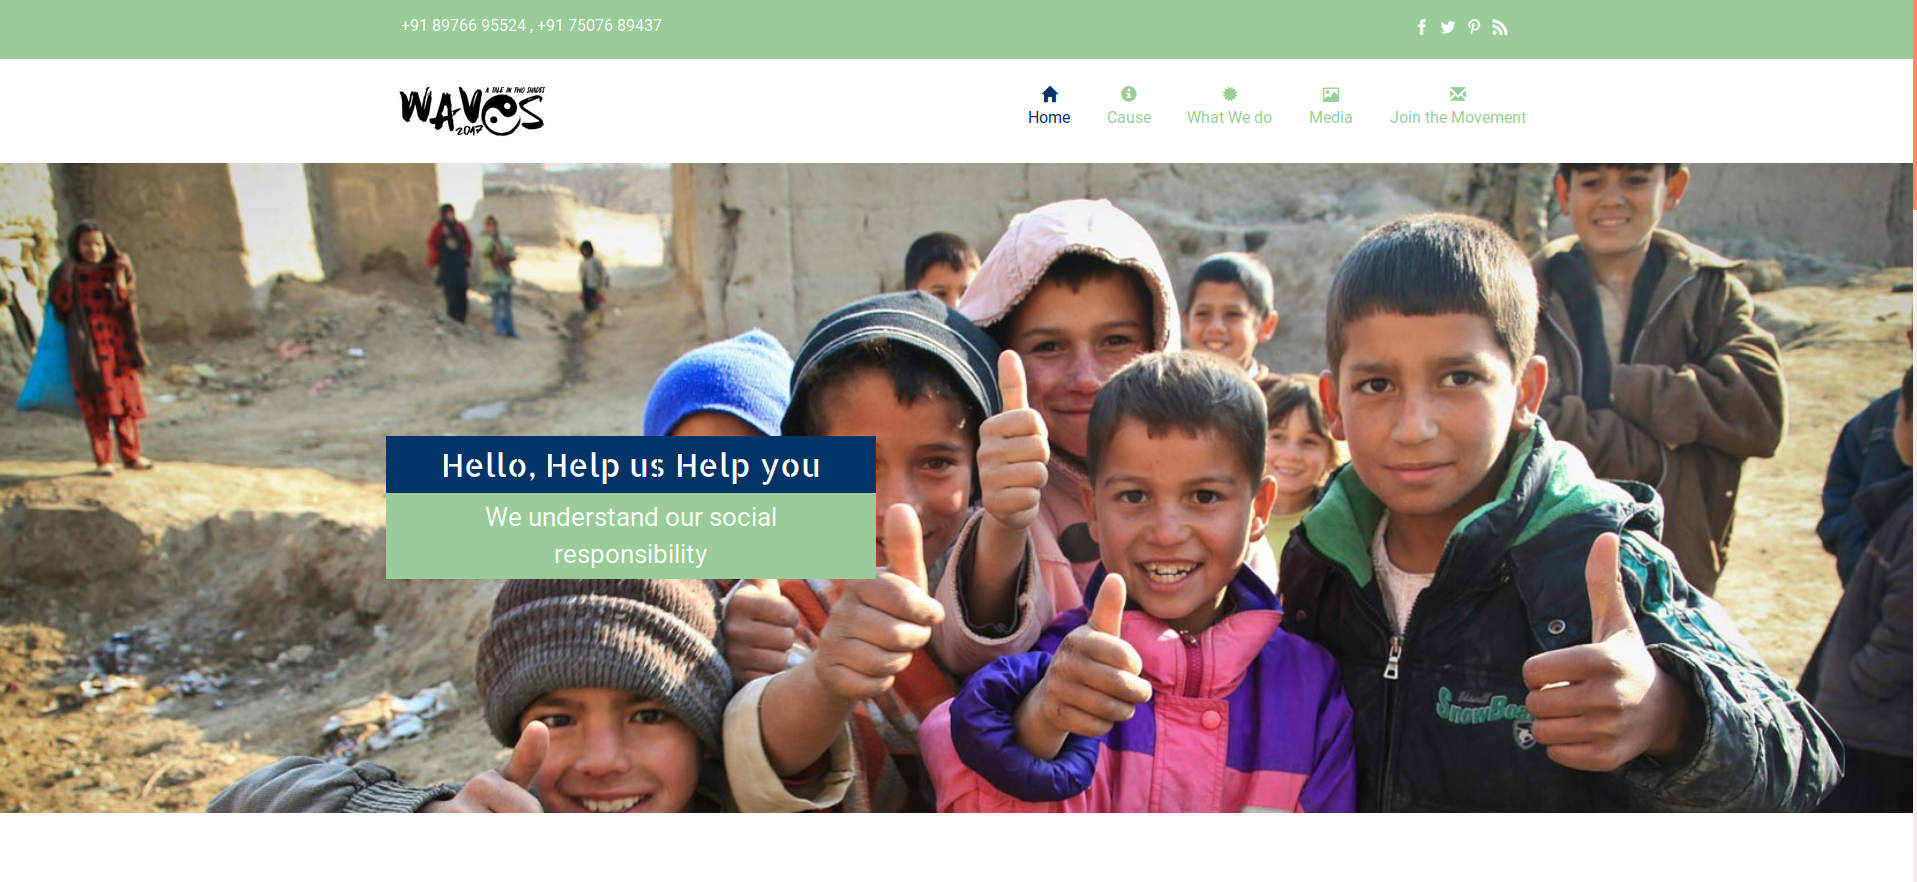 +91 89766 95524 , +91 75076 89437
A TALE IN TWO SHADES
WAVES
2017
Home
Cause
What We do
Media
Join the Movement
Hello, Help us Help you
We understand our social
responsibility